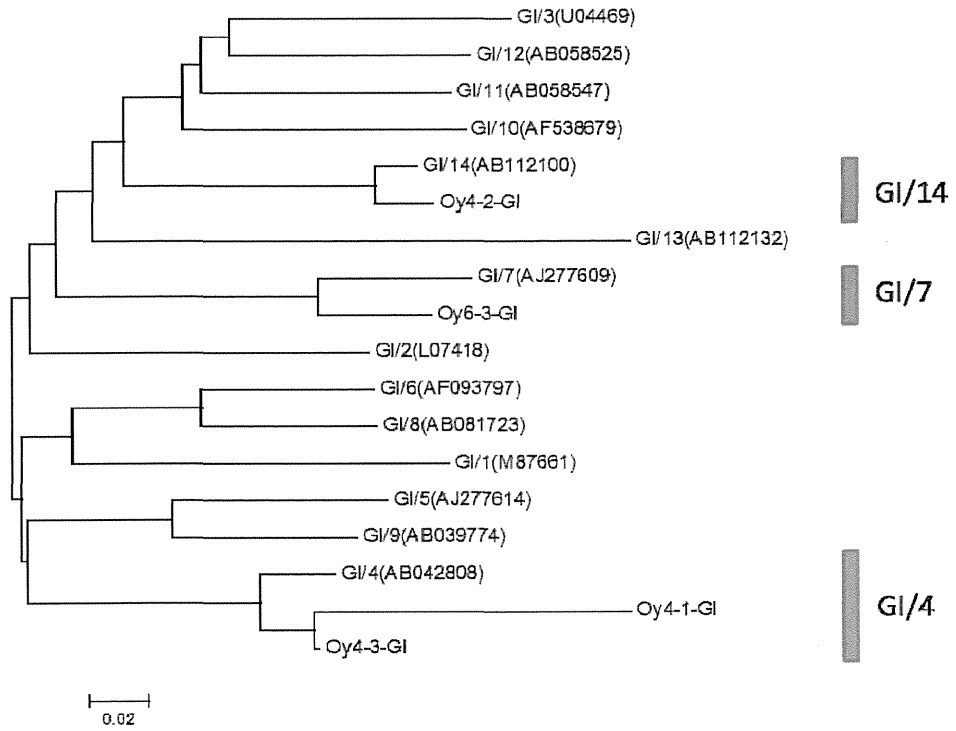 GI/3(U04469)
GI/12(AB058525)
GI/11(AB058547)
GI/10(AF538679)
GI/14(AB112100)
Oy4-2-GI
GI/14
GI/13(AB112132)
GI/7(AJ277609)
Oy6-3-GI
GI/7
GI/2(L07418)
GI/6(AF093797)
GI/8(AB081723)
GI/1(M87661)
GI/5(AJ277614)
GI/9(AB039774)
GI/4(AB042808)
Oy4-1-GI
Oy4-3-GI
GI/4
0.02